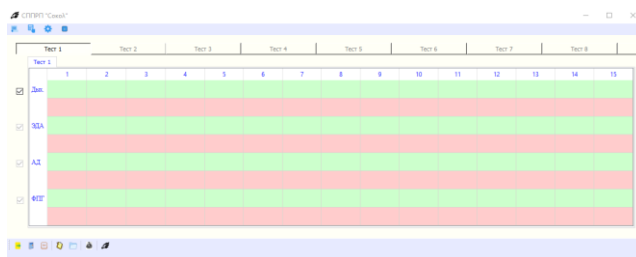 СППРП "Сокол"
Тест 1 Тест 2 Тест 3 Тест 4 Тест 5 Тест 6 Тест 7 Тест 8
Тест 1
1 2 3 4 5 6 7 8 9 10 11 12 13 14 15
Дых.
ЭДА
АД
ФПГ